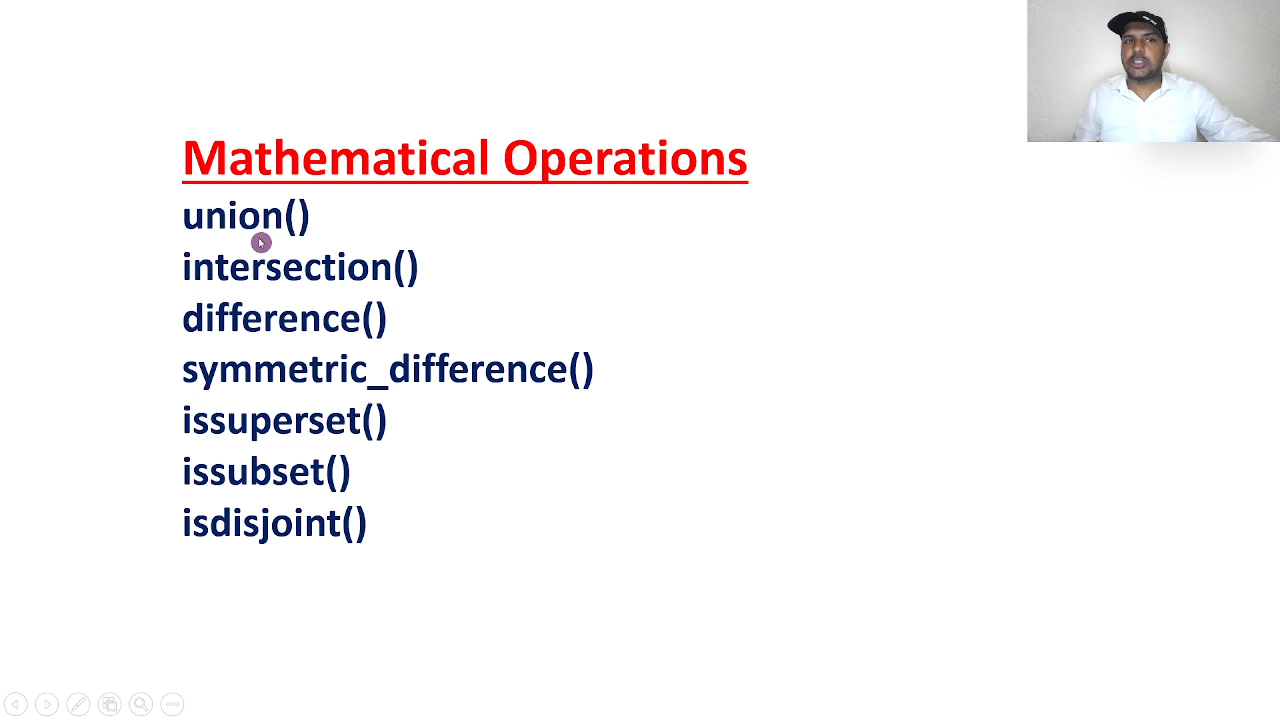 Mathematical Operations
union()
intersection()
difference()
symmetric_difference()
issuperset()
issubset()
isdisjoint()